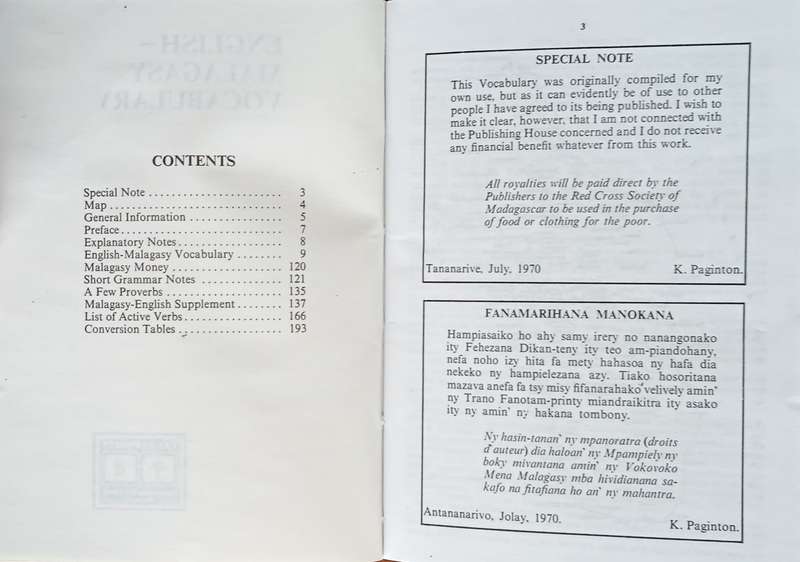 CONTENTS
Special Note . . . . . . . . . . . . . . . . . . . . . . . 3
Map . . . . . . . . . . . . . . . . . . . . . . . . . . . . . . 4
General Information . . . . . . . . . . . . . . . . 5
Preface . . . . . . . . . . . . . . . . . . . . . . . . . . . . 7
Explanatory Notes . . . . . . . . . . . . . . . . . . 8
English-Malagasy Vocabulary . . . . . . . . 9
Malagasy Money . . . . . . . . . . . . . . . . . . . 120
Short Grammar Notes . . . . . . . . . . . . . . 121
A Few Proverbs . . . . . . . . . . . . . . . . . . . . 135
Malagasy-English Supplement . . . . . . . . 137
List of Active Verbs . . . . . . . . . . . . . . . . . 166
Conversion Tables . . . . . . . . . . . . . . . . . . 193
3
SPECIAL NOTE
This Vocabulary was originally compiled for my
own use, but as it can evidently be of use to other
people I have agreed to its being published. I wish to
make it clear, however, that I am not connected with
the Publishing House concerned and I do not receive
any financial benefit whatever from this work.
All royalties will be paid direct by the
Publishers to the Red Cross Society of
Madagascar to be used in the purchase
of food or clothing for the poor.
Tananarive, July, 1970 K. Paginton.
FANAMARIHANA MANOKANA
Hampiasaiko ho ahy samy irery no nanangonako
ity Fehezana Dikan-teny ity teo am-piandohany,
nefa noho izy hita fa mety hahasoa ny hafa dia
nekeko ny hampielezana azy. Tiako hosoritana
mazava anefa fa tsy misy fifanarahako velively amin'
ny Trano Fanotam-printy miandraikitra ity asako
ity ny amin' ny hakana tombony.
Ny hasin-tanan' ny mpanoratra (droits
d'auteur) dia haloan' ny Mpampiely ny
boky mivantana amin' ny Vokovoko
Mena Malagasy mba hividianana sa-
kafo na fitafiana ho an' ny mahantra.
Antananarivo, Jolay, 1970. K. Paginton.